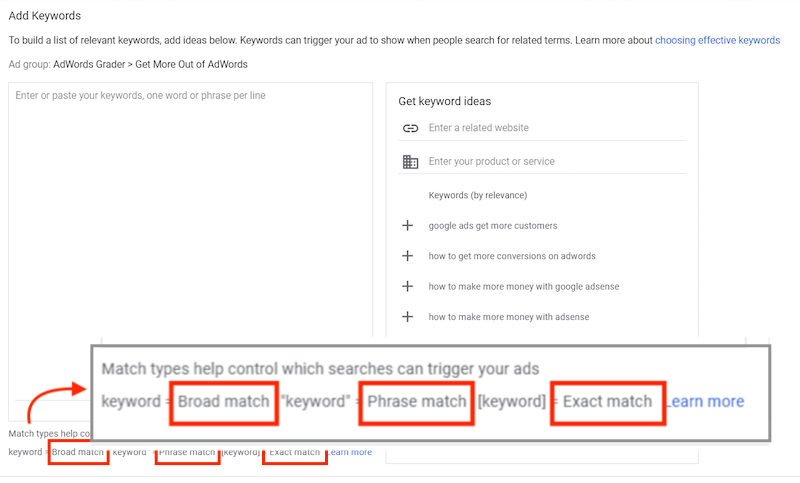 Add Keywords
To build a list of relevant keywords, add ideas below. Keywords can trigger your ad to show when people search for related terms. Learn more about choosing effective keywords
Ad group: AdWords Grader > Get More Out of AdWords
Enter or paste your keywords, one word or phrase per line
Get keyword ideas
Enter a related website
Enter your product or service
Keywords (by relevance)
google ads get more customers
how to get more conversions on adwords
how to make more money with google adsense
how to make more money with adsense
Match types help control which searches can trigger your ads
keyword = Broad match "keyword" = Phrase match [keyword] = Exact match Learn more
Match types help co
keyword = Broad match "keyword" = Phrase match [keyword] = Exact match Learn more